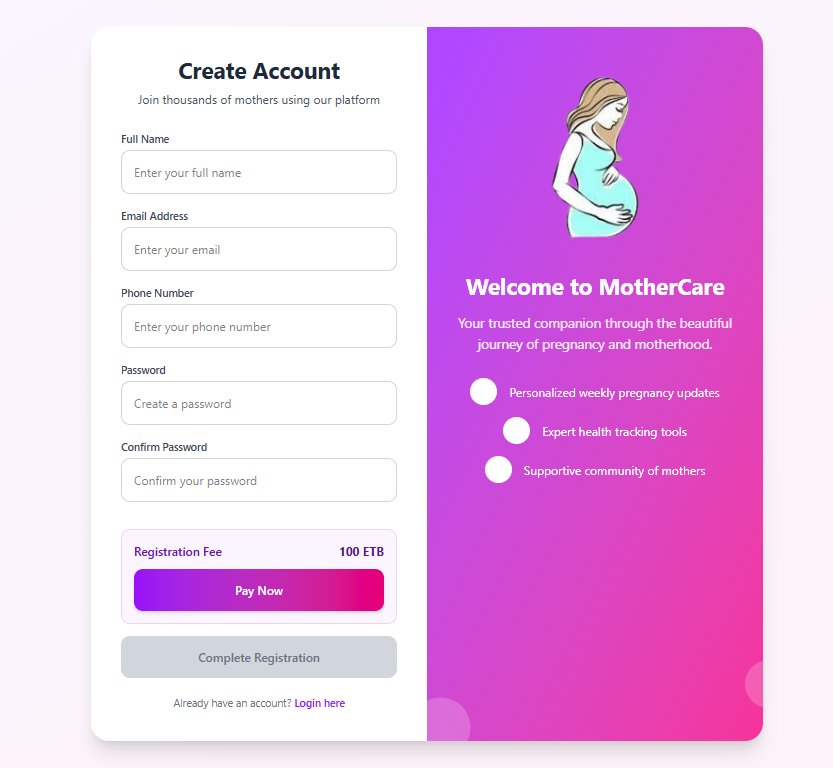 Create Account
Join thousands of mothers using our platform
Full Name
Enter your full name
Email Address
Enter your email
Phone Number
Enter your phone number
Password
Create a password
Confirm Password
Confirm your password
Registration Fee 100 ETB
Pay Now
Complete Registration
Already have an account? Login here
Welcome to MotherCare
Your trusted companion through the beautiful
journey of pregnancy and motherhood.
Personalized weekly pregnancy updates
Expert health tracking tools
Supportive community of mothers